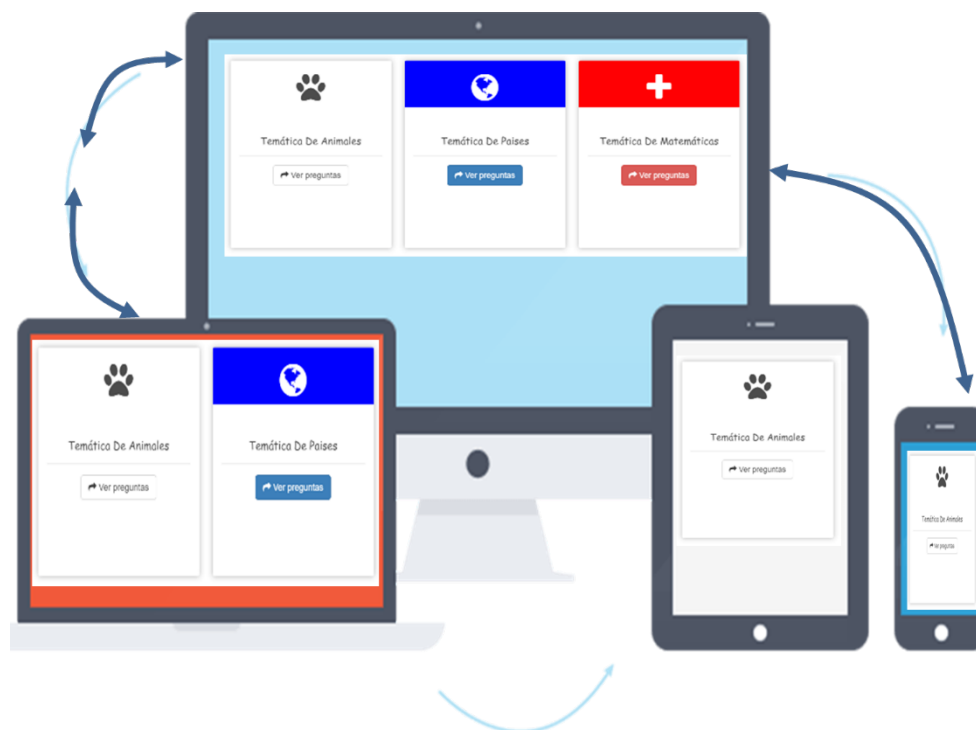 Temática De Animales
Ver preguntas
Temática De Paises
Ver preguntas
Temática De Matemáticas
Ver preguntas
Temática De Animales
Ver preguntas
Temática De Paises
Ver preguntas
Temática De Animales
Ver preguntas
Temática De Animales
Ver preguntas